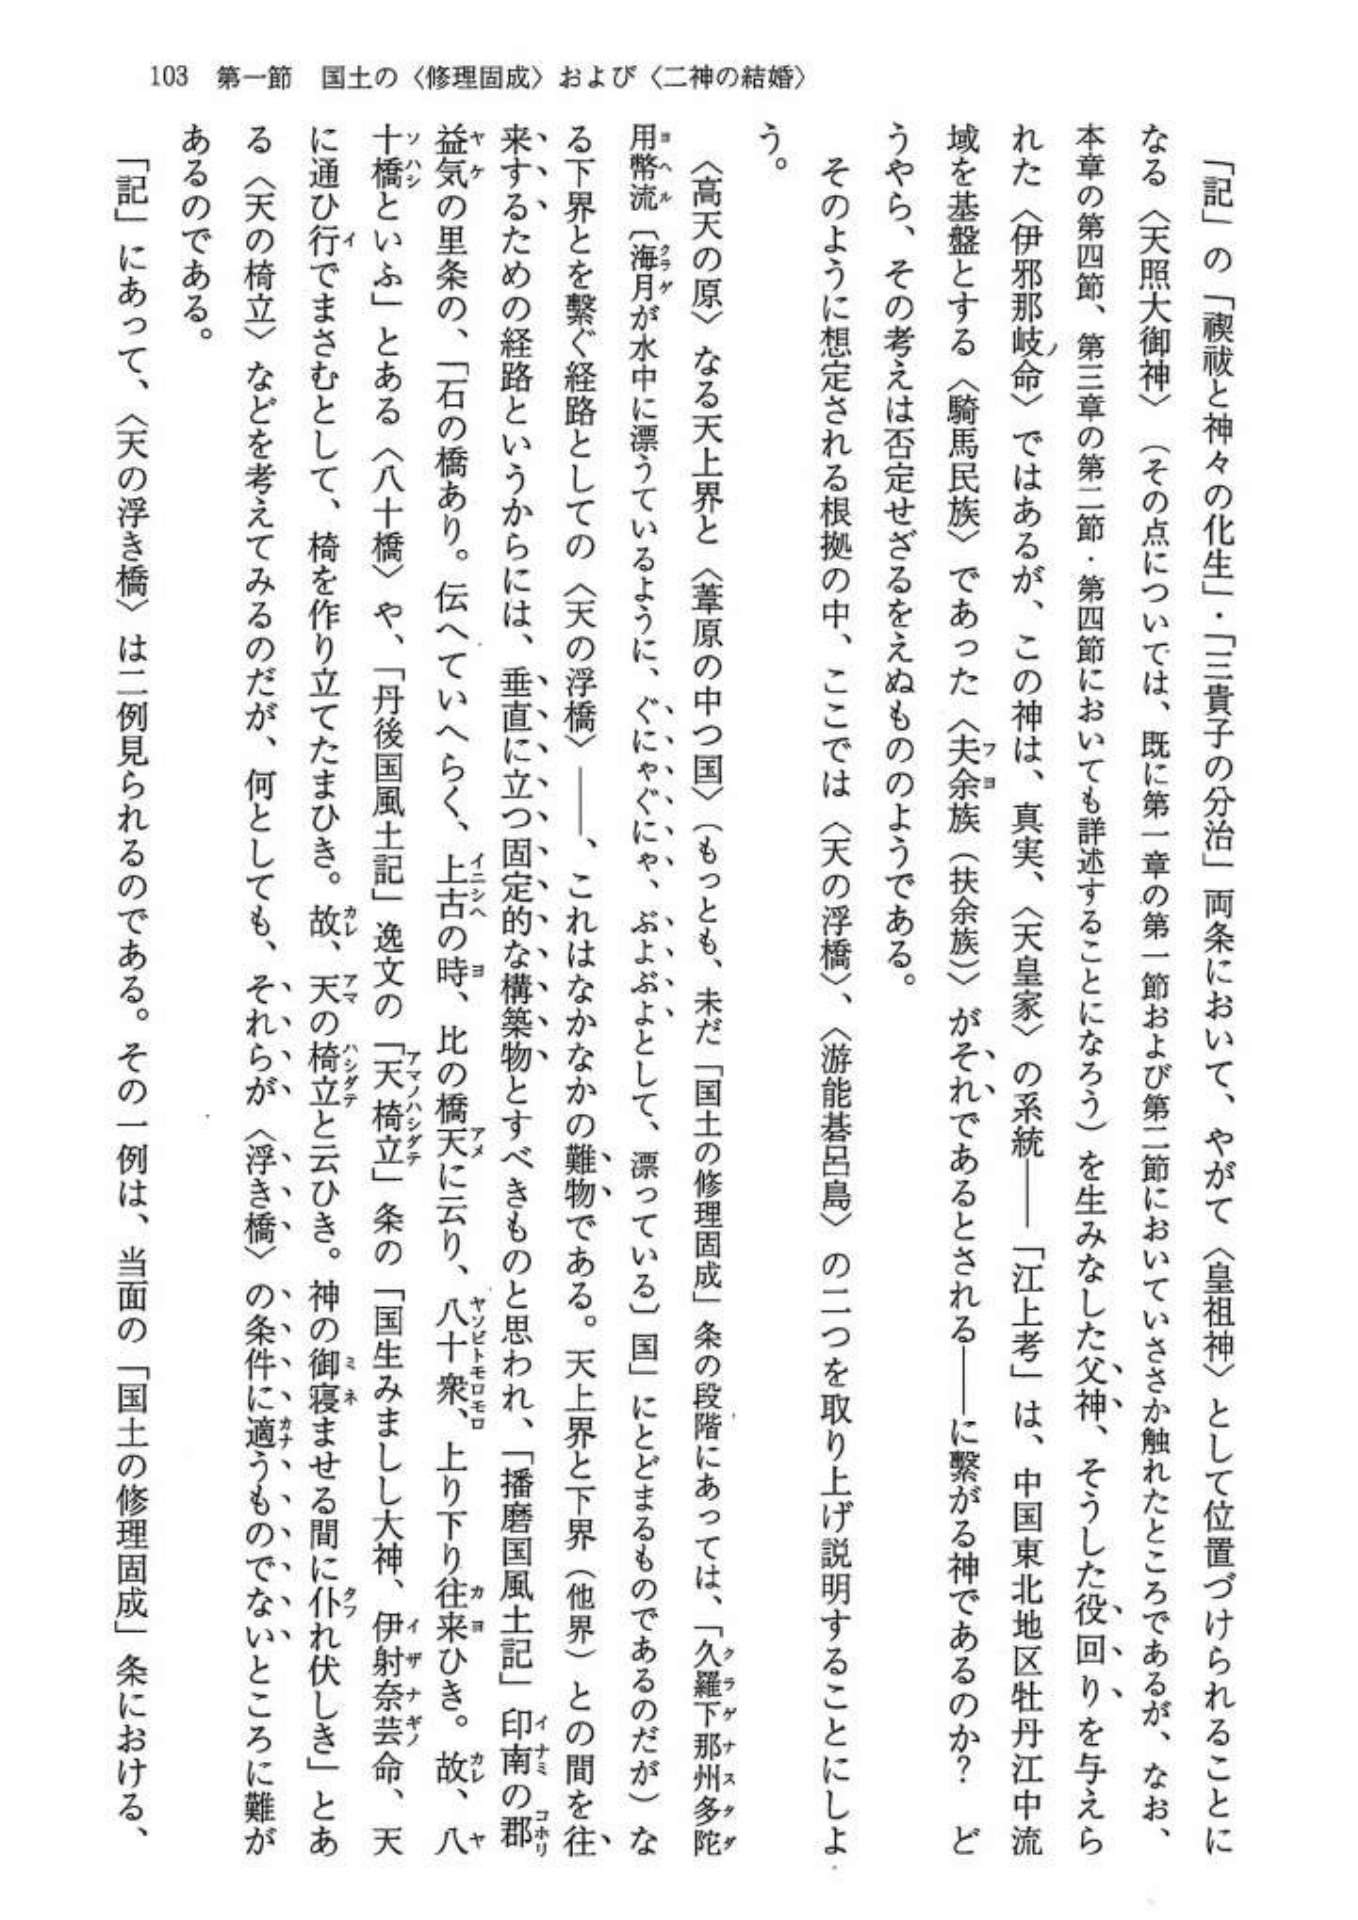 103　第一節　国土の〈修理固成〉および〈二神の結婚〉
「記」の「禊祓と神々の化生」・「三貴子の分治」両条において、やがて〈皇祖神〉として位置づけられることに
なる〈天照大御神〉（その点については、既に第一章の第一節および第二節においていささか触れたところであるが、なお、
本章の第四節、第三章の第二節・第四節においても詳述することになろう）を生みなした父神、そうした役回りを与えら
れた〈伊邪那岐ノ命〉ではあるが、この神は、真実、〈天皇家〉の系統――「江上考」は、中国東北地区牡丹江中流
域を基盤とする〈騎馬民族〉であった〈夫余族（扶余族）〉がそれであるとされる――に繋がる神であるのか？　ど
うやら、その考えは否定せざるをえぬもののようである。
そのように想定される根拠の中、ここでは〈天の浮橋〉、〈游能碁呂島〉の二つを取り上げ説明することにしよ
う。
〈高天の原〉なる天上界と〈葦原の中つ国〉（もっとも、未だ「国土の修理固成」条の段階にあっては、「久羅下那州多陀
用幣流〔海月が水中に漂うているように、ぐにゃぐにゃ、ぶよぶよとして、漂っている〕国」にとどまるものであるのだが）な
る下界とを繋ぐ経路としての〈天の浮橋〉――、これはなかなかの難物である。天上界と下界（他界）との間を往
来するための経路というからには、垂直に立つ固定的な構築物とすべきものと思われ、「播磨国風土記」印南の郡
益気の里条の、「石の橋あり。伝へていへらく、上古の時、比の橋天に云り、八十衆、上り下り往来ひき。故、八
十橋といふ」とある〈八十橋〉や、「丹後国風土記」逸文の「天椅立」条の「国生みましし大神、伊射奈芸命、天
に通ひ行でまさむとして、椅を作り立てたまひき。故、天の椅立と云ひき。神の御寝ませる間に仆れ伏しき」とあ
る〈天の椅立〉などを考えてみるのだが、何としても、それらが〈浮き橋〉の条件に適うものでないところに難が
あるのである。
「記」にあって、〈天の浮き橋〉は二例見られるのである。その一例は、当面の「国土の修理固成」条における、